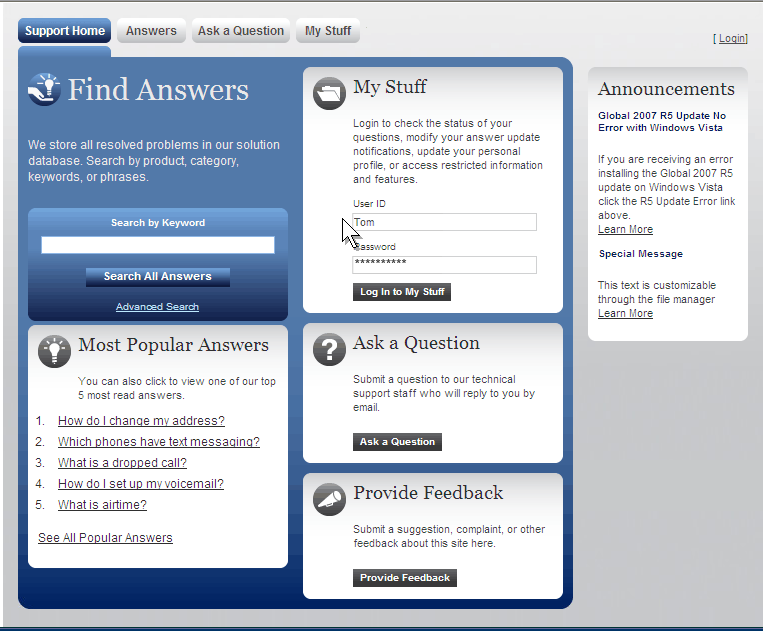 Support Home
Answers
Ask a Question
My Stuff
[ Login]
Find Answers
We store all resolved problems in our solution
database. Search by product, category,
keywords, or phrases.
Search by Keyword
Search All Answers
Advanced Search
Most Popular Answers
You can also click to view one of our top
5 most read answers.
1. How do I change my address?
2. Which phones have text messaging?
3. What is a dropped call?
4. How do I set up my voicemail?
5. What is airtime?
See All Popular Answers
My Stuff
Login to check the status of your
questions, modify your answer update
notifications, update your personal
profile, or access restricted information
and features.
User ID
Tom
Password
**********
Log In to My Stuff
Ask a Question
Submit a question to our technical
support staff who will reply to you by
email.
Ask a Question
Provide Feedback
Submit a suggestion, complaint, or other
feedback about this site here.
Provide Feedback
Announcements
Global 2007 R5 Update No
Error with Windows Vista
If you are receiving an error
installing the Global 2007 R5
update on Windows Vista
click the R5 Update Error link
above.
Learn More
Special Message
This text is customizable
through the file manager
Learn More